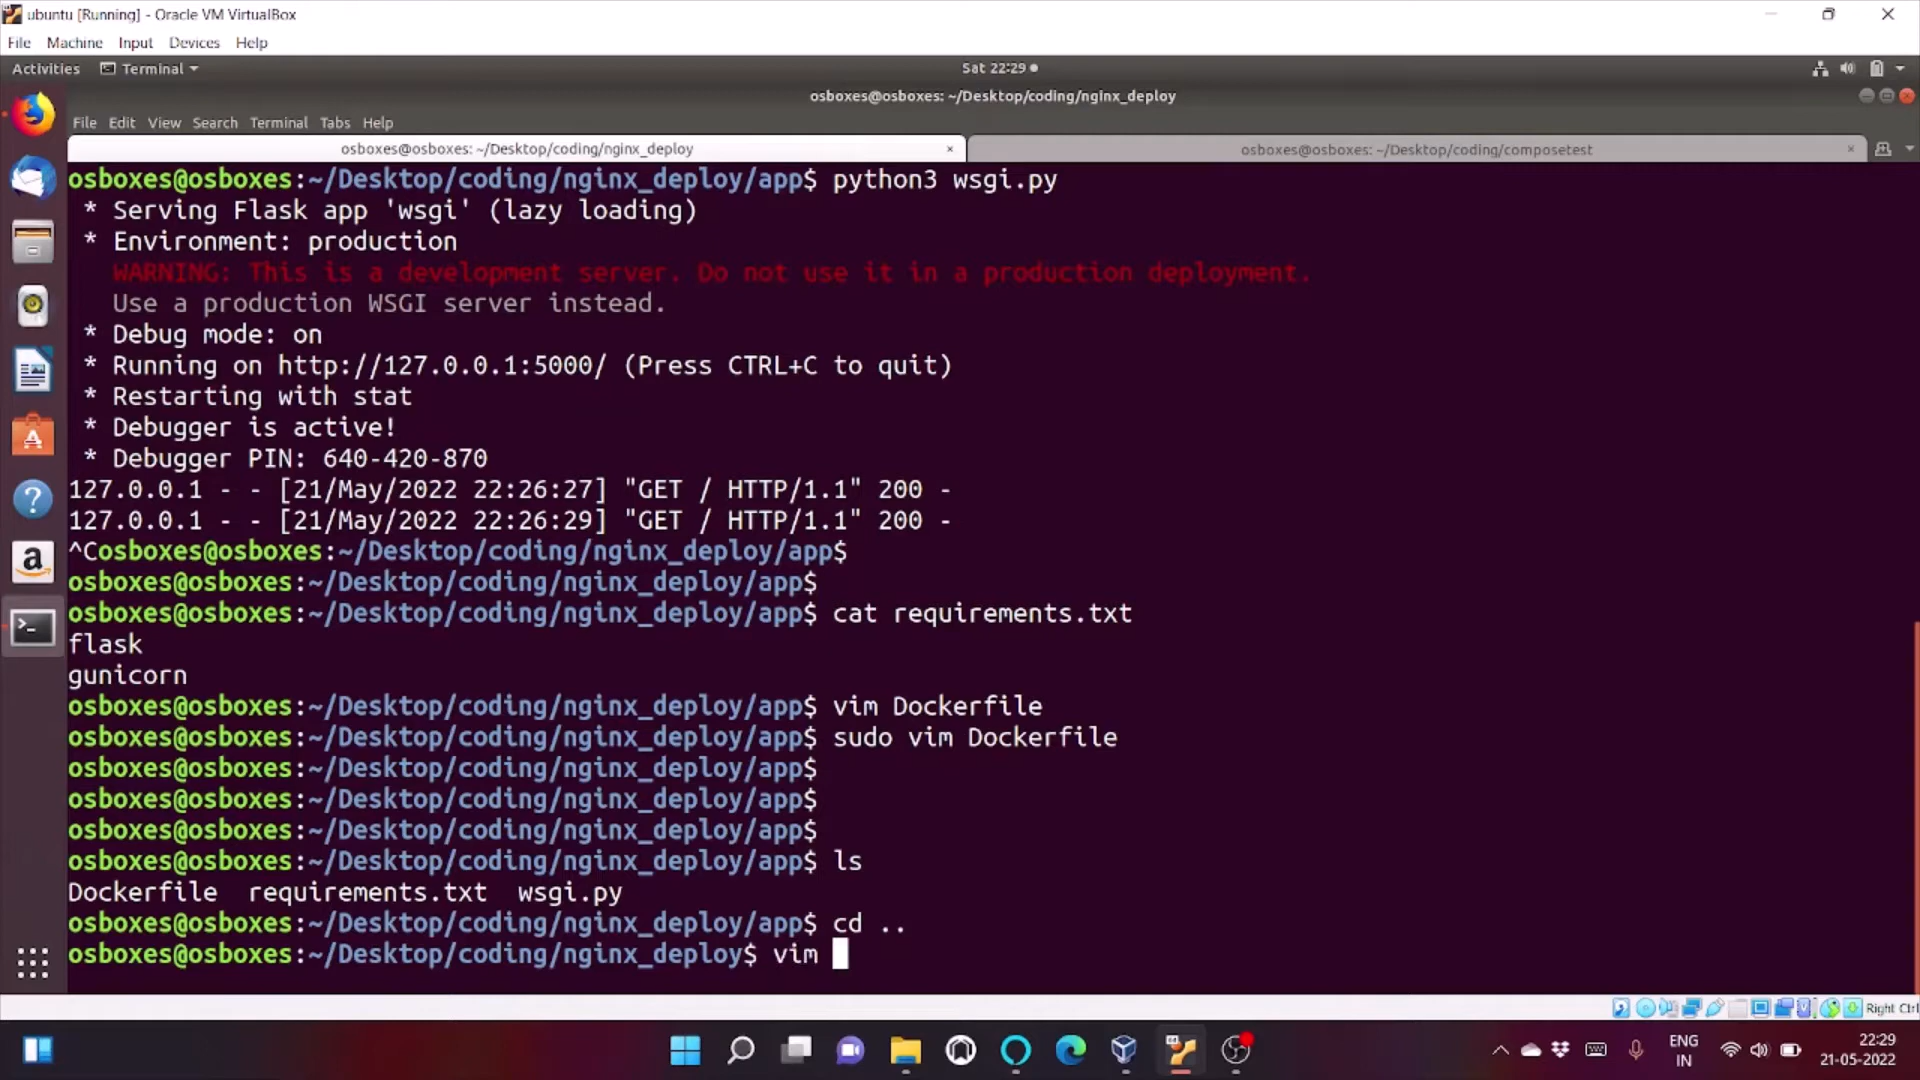 ubuntu [Running] - Oracle VM VirtualBox
File Machine Input Devices Help
Activities Terminal Sat 22:29
osboxes@osboxes: ~/Desktop/coding/nginx_deploy
File Edit View Search Terminal Tabs Help
osboxes@osboxes: ~/Desktop/coding/nginx_deploy × osboxes@osboxes: ~/Desktop/coding/composetest ×
osboxes@osboxes:~/Desktop/coding/nginx_deploy/app$ python3 wsgi.py
* Serving Flask app 'wsgi' (lazy loading)
* Environment: production
WARNING: This is a development server. Do not use it in a production deployment.
Use a production WSGI server instead.
* Debug mode: on
* Running on http://127.0.0.1:5000/ (Press CTRL+C to quit)
* Restarting with stat
* Debugger is active!
* Debugger PIN: 640-420-870
127.0.0.1 - - [21/May/2022 22:26:27] "GET / HTTP/1.1" 200 -
127.0.0.1 - - [21/May/2022 22:26:29] "GET / HTTP/1.1" 200 -
^Cosboxes@osboxes:~/Desktop/coding/nginx_deploy/app$
osboxes@osboxes:~/Desktop/coding/nginx_deploy/app$
osboxes@osboxes:~/Desktop/coding/nginx_deploy/app$ cat requirements.txt
flask
gunicorn
osboxes@osboxes:~/Desktop/coding/nginx_deploy/app$ vim Dockerfile
osboxes@osboxes:~/Desktop/coding/nginx_deploy/app$ sudo vim Dockerfile
osboxes@osboxes:~/Desktop/coding/nginx_deploy/app$
osboxes@osboxes:~/Desktop/coding/nginx_deploy/app$
osboxes@osboxes:~/Desktop/coding/nginx_deploy/app$
osboxes@osboxes:~/Desktop/coding/nginx_deploy/app$ ls
Dockerfile requirements.txt wsgi.py
osboxes@osboxes:~/Desktop/coding/nginx_deploy/app$ cd ..
osboxes@osboxes:~/Desktop/coding/nginx_deploy$ vim
Right Ctrl
ENG 22:29
IN 21-05-2022